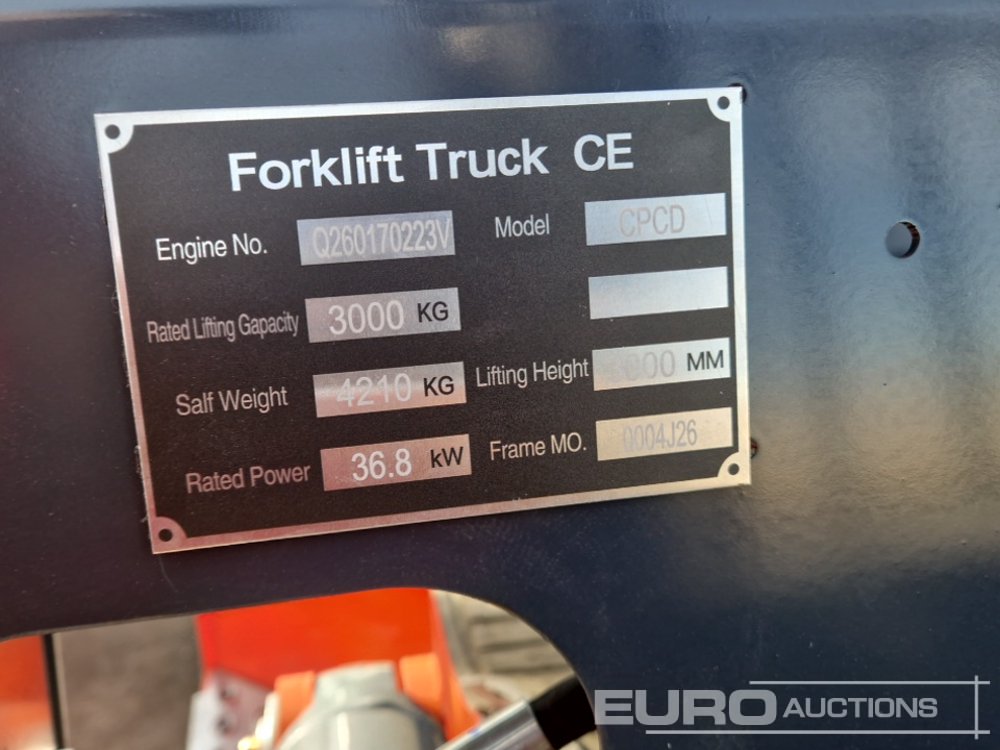 Forklift Truck CE
Engine No. Q260170223V Model CPCD
Rated Lifting Gapacity 3000 KG
Salf Weight 4210 KG Lifting Height MM
Rated Power 36.8 kW Frame MO. 0004J26
EURO AUCTIONS